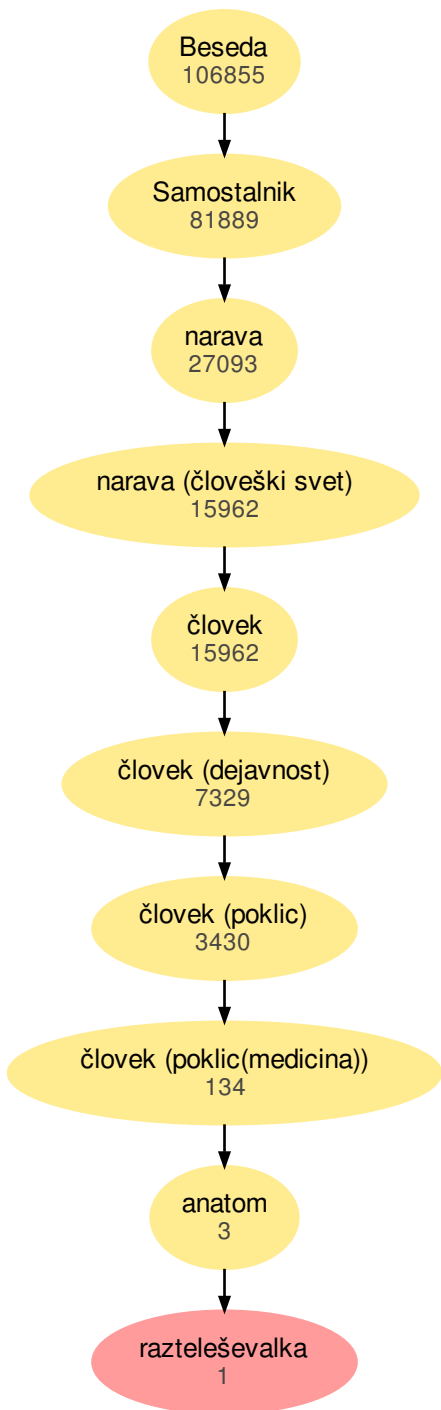 Beseda
106855
Samostalnik
81889
narava
27093
narava (človeški svet)
15962
človek
15962
človek (dejavnost)
7329
človek (poklic)
3430
človek (poklic(medicina))
134
anatom
3
razteleševalka
1